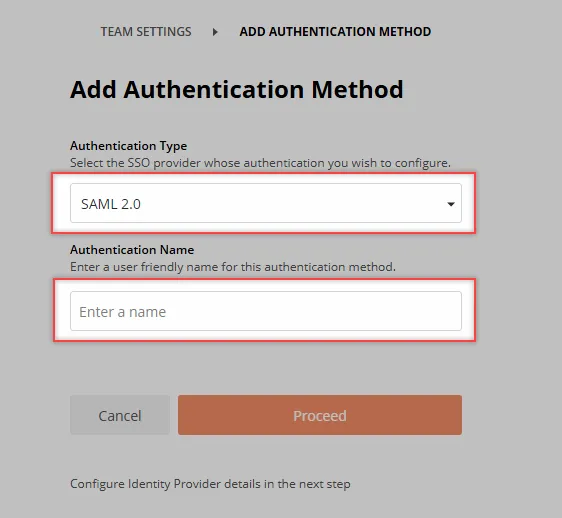 TEAM SETTINGS ▸ ADD AUTHENTICATION METHOD
Add Authentication Method
Authentication Type
Select the SSO provider whose authentication you wish to configure.
SAML 2.0
Authentication Name
Enter a user friendly name for this authentication method.
Enter a name
Cancel Proceed
Configure Identity Provider details in the next step